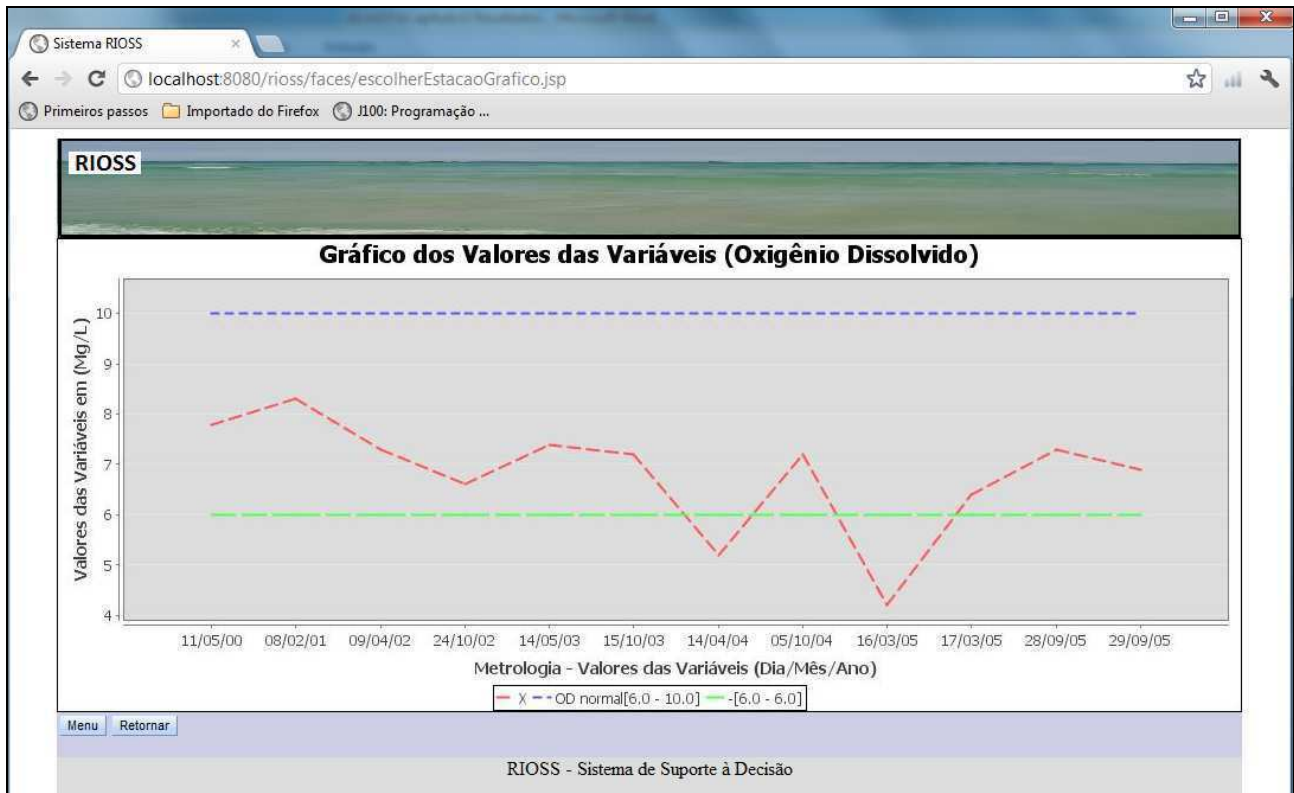 Sistema RIOSS
localhost:8080/rioss/faces/escolherEstacaoGrafico.jsp
Primeiros passos Importado do Firefox J100: Programação ...
RIOSS
Gráfico dos Valores das Variáveis (Oxigênio Dissolvido)
Valores das Variáveis em (Mg/L)
10
9
8
7
6
5
4
11/05/00 08/02/01 09/04/02 24/10/02 14/05/03 15/10/03 14/04/04 05/10/04 16/03/05 17/03/05 28/09/05 29/09/05
Metrologia - Valores das Variáveis (Dia/Mês/Ano)
X OD normal[6.0 - 10.0] -[6.0 - 6.0]
Menu Retornar
RIOSS - Sistema de Suporte à Decisão